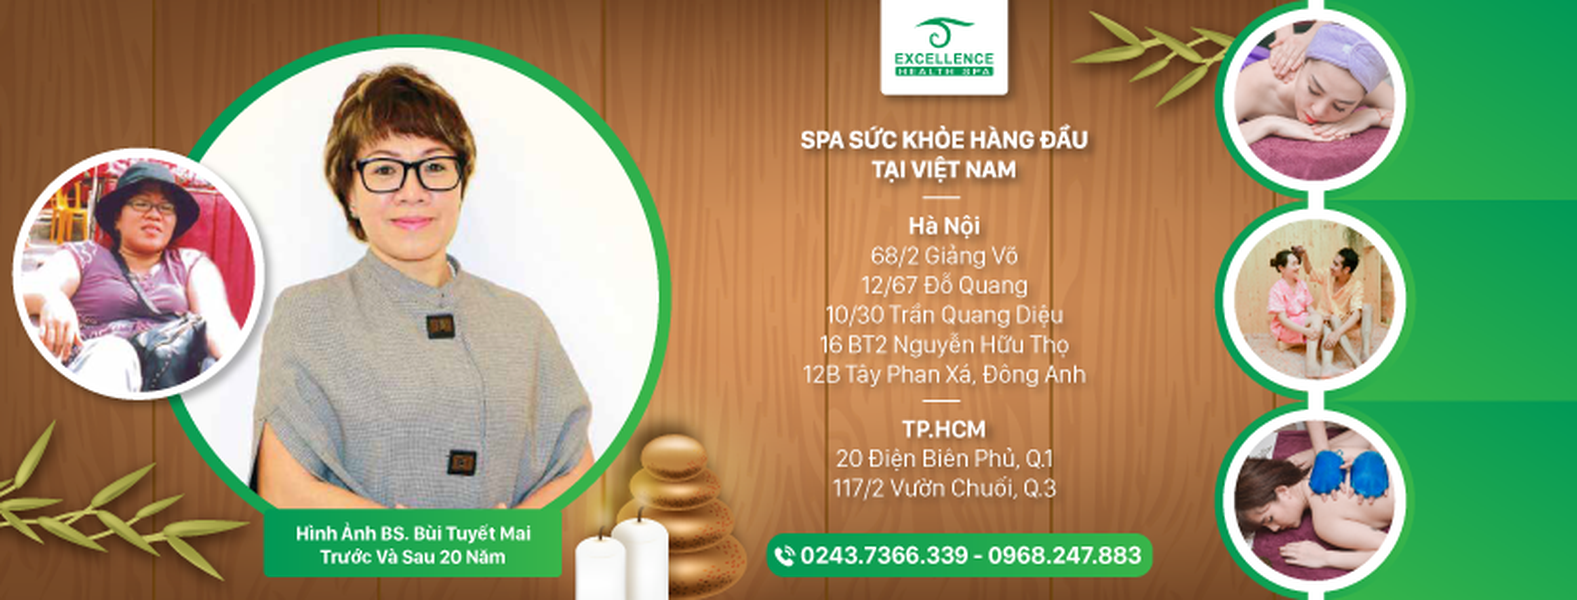 EXCELLENCE
HEALTH SPA
SPA SỨC KHỎE HÀNG ĐẦU
TẠI VIỆT NAM
Hà Nội
68/2 Giảng Võ
12/67 Đỗ Quang
10/30 Trần Quang Diệu
16 BT2 Nguyễn Hữu Thọ
12B Tây Phan Xá, Đông Anh
TP.HCM
20 Điện Biên Phủ, Q.1
117/2 Vườn Chuối, Q.3
0243.7366.339 - 0968.247.883
Hình Ảnh BS. Bùi Tuyết Mai
Trước Và Sau 20 Năm